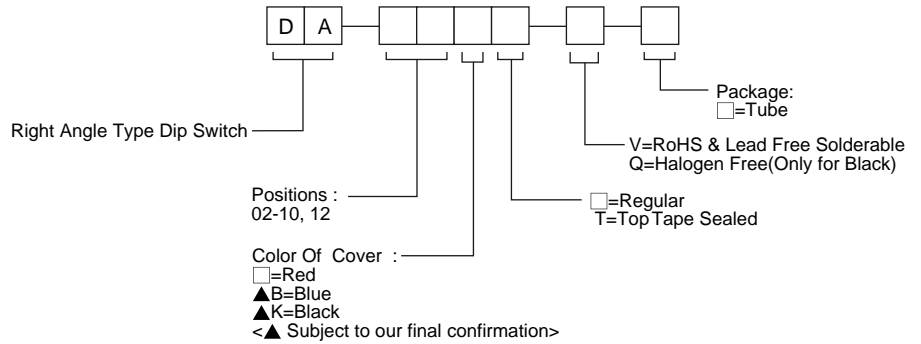 D A
Package:
□=Tube
Right Angle Type Dip Switch
V=RoHS & Lead Free Solderable
Q=Halogen Free(Only for Black)
Positions :
02-10, 12
□=Regular
T=Top Tape Sealed
Color Of Cover :
□=Red
▲B=Blue
▲K=Black
<▲ Subject to our final confirmation>